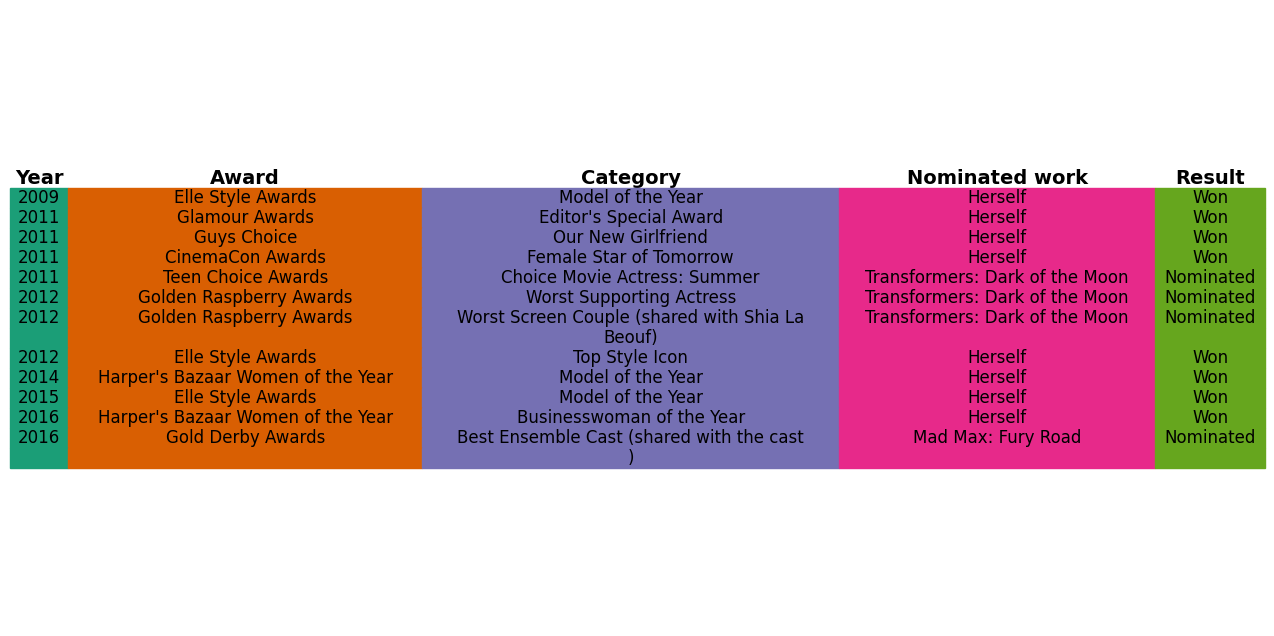 Year Award Category Nominated work Result
2009 Elle Style Awards Model of the Year Herself Won
2011 Glamour Awards Editor's Special Award Herself Won
2011 Guys Choice Our New Girlfriend Herself Won
2011 CinemaCon Awards Female Star of Tomorrow Herself Won
2011 Teen Choice Awards Choice Movie Actress: Summer Transformers: Dark of the Moon Nominated
2012 Golden Raspberry Awards Worst Supporting Actress Transformers: Dark of the Moon Nominated
2012 Golden Raspberry Awards Worst Screen Couple (shared with Shia La Transformers: Dark of the Moon Nominated
Beouf)
2012 Elle Style Awards Top Style Icon Herself Won
2014 Harper's Bazaar Women of the Year Model of the Year Herself Won
2015 Elle Style Awards Model of the Year Herself Won
2016 Harper's Bazaar Women of the Year Businesswoman of the Year Herself Won
2016 Gold Derby Awards Best Ensemble Cast (shared with the cast Mad Max: Fury Road Nominated
)